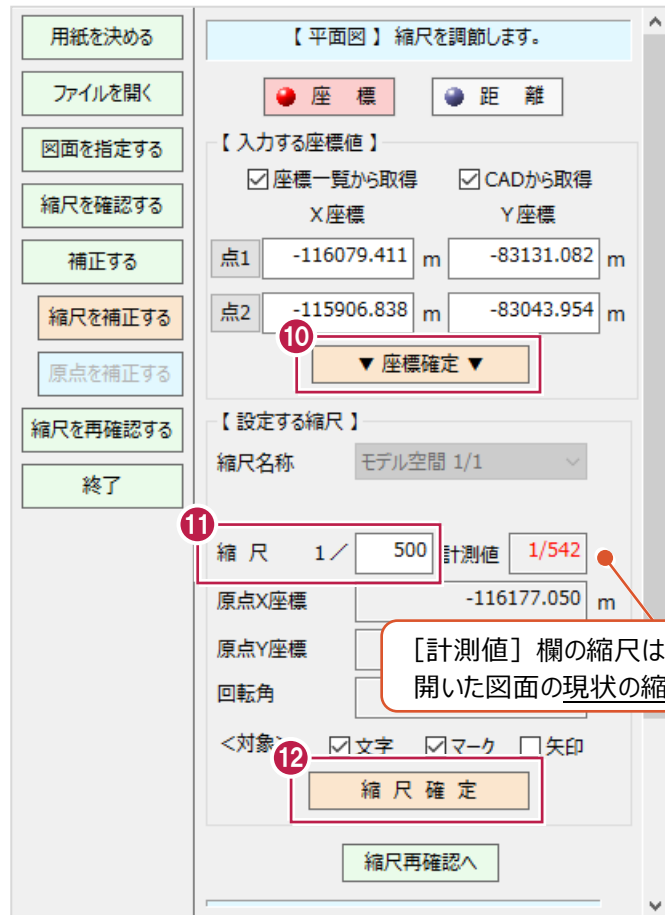 用紙を決める
ファイルを開く
図面を指定する
縮尺を確認する
補正する
縮尺を補正する
原点を補正する
縮尺を再確認する
終了
【 平面図 】 縮尺を調節します。
座 標 距 離
【 入力する座標値 】
座標一覧から取得 CADから取得
X座標 Y座標
点1 -116079.411 m -83131.082 m
点2 -115906.838 m -83043.954 m
10
▼ 座標確定 ▼
【 設定する縮尺 】
縮尺名称 モデル空間 1/1
11
縮 尺 1／ 500 計測値 1/542
原点X座標 -116177.050 m
原点Y座標
回転角
［計測値］欄の縮尺は
開いた図面の現状の縮
<対象> 文字 マーク 矢印
12
縮 尺 確 定
縮尺再確認へ